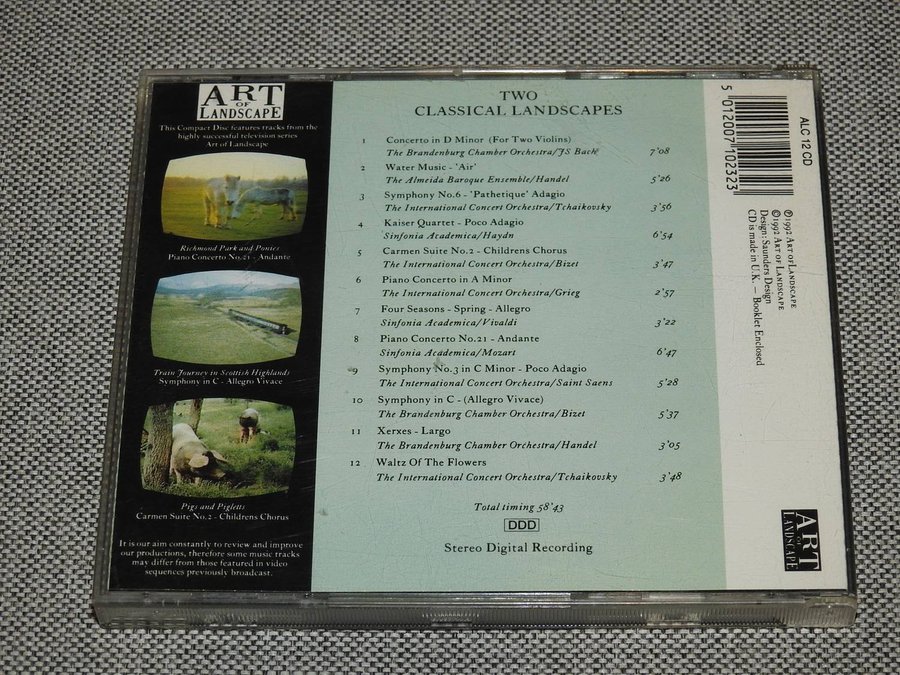 ART
OF
LANDSCAPE
This Compact Disc features tracks from the
highly successful television series
Art of Landscape
Richmond Park and Ponies
Piano Concerto No.21 - Andante
Train Journey in Scottish Highlands
Symphony in C - Allegro Vivace
Pigs and Pigletts
Carmen Suite No.2 - Childrens Chorus
It is our aim constantly to review and improve
our productions, therefore some music tracks
may differ from those featured in video
sequences previously broadcast.
TWO
CLASSICAL LANDSCAPES
1 Concerto in D Minor (For Two Violins)
The Brandenburg Chamber Orchestra/JS Bach 7'08
2 Water Music - 'Air'
The Almeida Baroque Ensemble/Handel 5'26
3 Symphony No.6 - 'Pathetique' Adagio
The International Concert Orchestra/Tchaikovsky 3'56
4 Kaiser Quartet - Poco Adagio
Sinfonia Academica/Haydn 6'54
5 Carmen Suite No.2 - Childrens Chorus
The International Concert Orchestra/Bizet 3'47
6 Piano Concerto in A Minor
The International Concert Orchestra/Grieg 2'57
7 Four Seasons - Spring - Allegro
Sinfonia Academica/Vivaldi 3'22
8 Piano Concerto No.21 - Andante
Sinfonia Academica/Mozart 6'47
9 Symphony No.3 in C Minor - Poco Adagio
The International Concert Orchestra/Saint Saens 5'28
10 Symphony in C - (Allegro Vivace)
The Brandenburg Chamber Orchestra/Bizet 5'37
11 Xerxes - Largo
The Brandenburg Chamber Orchestra/Handel 3'05
12 Waltz Of The Flowers
The International Concert Orchestra/Tchaikovsky 3'48
Total timing 58'43
DDD
Stereo Digital Recording
ALC 12 CD
5 012007 102323
℗ 1992 ART OF LANDSCAPE
© 1992 ART OF LANDSCAPE
Design: Saunders Design
CD is made in U.K. — Booklet Enclosed
ART
OF
LANDSCAPE